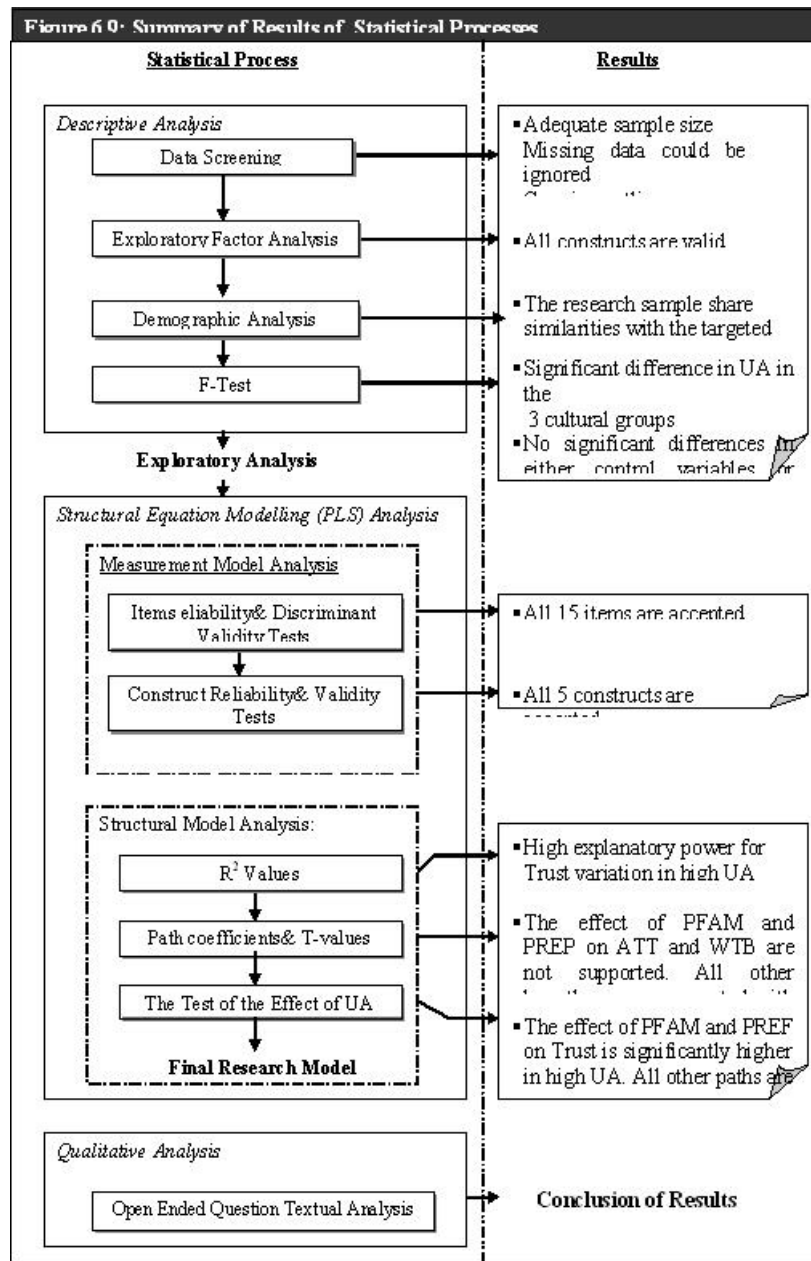 Figure 6.9: Summary of Results of Statistical Processes
Statistical Process
Results
Descriptive Analysis
Data Screening
Exploratory Factor Analysis
Demographic Analysis
F-Test
▪Adequate sample size
Missing data could be
ignored
▪All constructs are valid
▪The research sample share
similarities with the targeted
▪Significant difference in UA in
the
3 cultural groups
▪No significant differences in
either control variables or
Exploratory Analysis
Structural Equation Modelling (PLS) Analysis
Measurement Model Analysis
Items eliability& Discriminant
Validity Tests
Construct Reliability& Validity
Tests
▪All 15 items are accepted
▪All 5 constructs are
accepted
Structural Model Analysis:
R² Values
Path coefficients& T-values
The Test of the Effect of UA
Final Research Model
▪High explanatory power for
Trust variation in high UA
▪The effect of PFAM and
PREP on ATT and WTB are
not supported. All other
▪The effect of PFAM and PREF
on Trust is significantly higher
in high UA. All other paths are
Qualitative Analysis
Open Ended Question Textual Analysis
Conclusion of Results